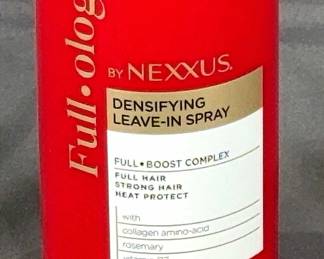 Full•olog
BY NEXXUS.
DENSIFYING
LEAVE-IN SPRAY
FULL•BOOST COMPLEX
FULL HAIR
STRONG HAIR
HEAT PROTECT
with
collagen amino-acid
rosemary